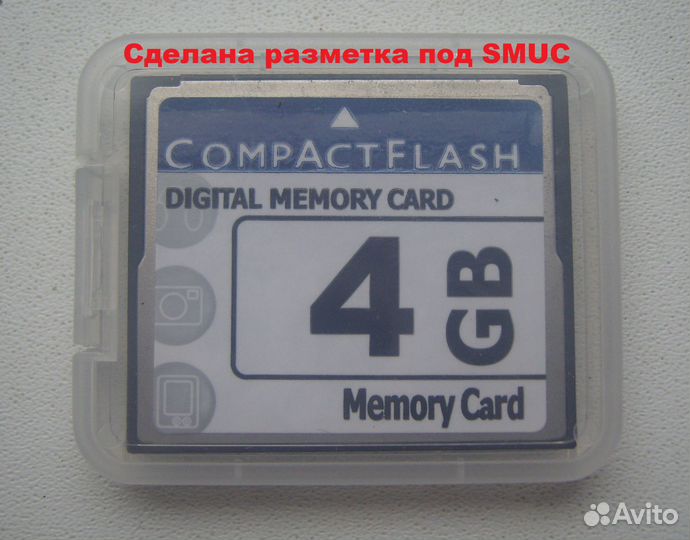 Сделана разметка под SMUC
COMPACTFLASH
DIGITAL MEMORY CARD
4 GB
Memory Card
Avito